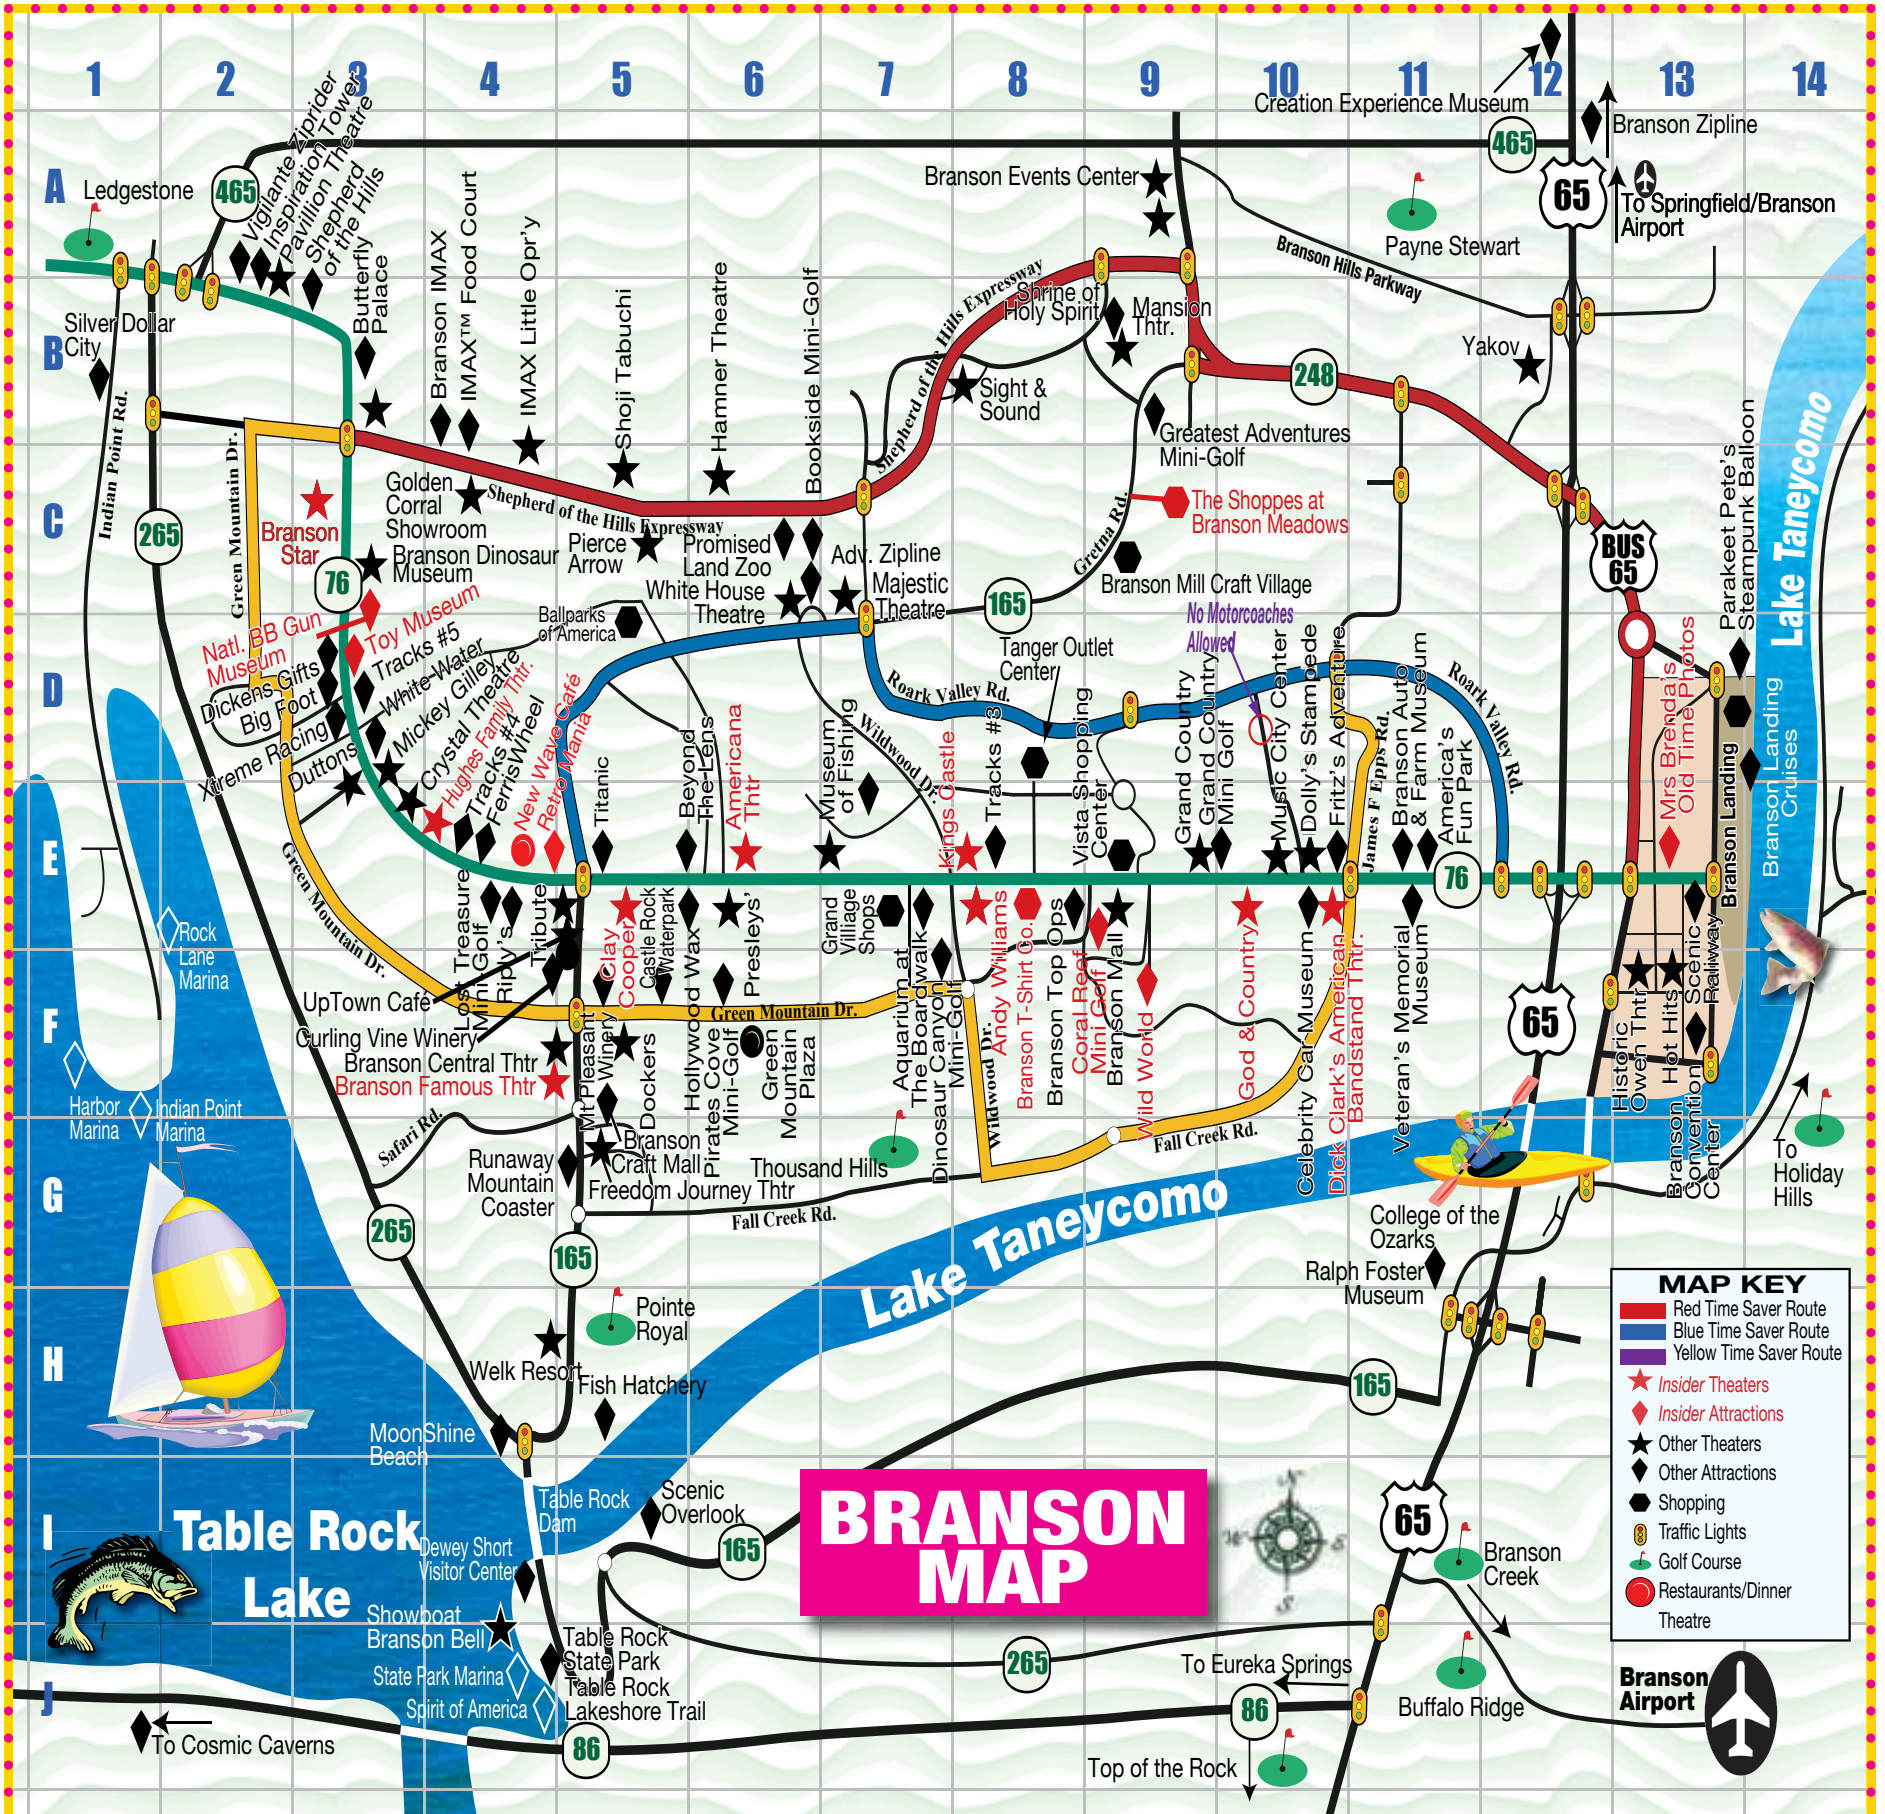 1 2 3 4 5 6 7 8 9 10 11 12 13 14
A
B
C
D
E
F
G
H
I
J
Creation Experience Museum
Branson Zipline
465
465
65
To Springfield/Branson
Airport
Ledgestone
Vigilante Ziprider
Inspiration Tower
Pavillion Theatre
Shepherd
of the Hills
Butterfly
Palace
Branson IMAX
IMAX™ Food Court
IMAX Little Opr'y
Shoji Tabuchi
Hamner Theatre
Bookside Mini-Golf
Branson Events Center
Payne Stewart
Branson Hills Parkway
Silver Dollar
City
Indian Point Rd.
Shepherd of the Hills Expressway
Shrine of
Holy Spirit
Mansion
Thtr.
Yakov
248
Sight &
Sound
Greatest Adventures
Mini-Golf
Green Mountain Dr.
265
Branson
Star
76
Golden
Corral
Showroom
Shepherd of the Hills Expressway
Branson Dinosaur
Museum
Pierce
Arrow
Promised
Land Zoo
White House
Theatre
Adv. Zipline
Majestic
Theatre
165
Gretna Rd.
The Shoppes at
Branson Meadows
Branson Mill Craft Village
No Motorcoaches
Allowed
BUS
65
Parakeet Pete's
Steampunk Balloon
Lake Taneycomo
Natl. BB Gun
Museum
Toy Museum
Tracks #5
White Water
Mickey Gilley
Crystal Theatre
Hughes Family Thtr.
Tracks #4
FerrisWheel
New Wave Café
Retro Mania
Dickens Gifts
Big Foot
Xtreme Racing
Duttons
Ballparks
of America
Tanger Outlet
Center
Roark Valley Rd.
Wildwood Dr.
Titanic
Beyond
The Lens
Americana
Thtr
Museum
of Fishing
Kings Castle
Tracks #3
Vista Shopping
Center
Grand Country
Grand Country
Mini Golf
Music City Center
Dolly's Stampede
Fritz's Adventure
James F Epps Rd.
Branson Auto
& Farm Museum
America's
Fun Park
Roark Valley Rd.
76
Mrs Brenda's
Old Time Photos
Branson Landing
Branson Landing
Cruises
Green Mountain Dr.
Rock
Lane
Marina
Lost Treasure
Mini-Golf
Riply's
Tribute
Clay
Cooper
Castle Rock
Waterpark
Hollywood Wax
Presleys'
Grand
Village
Shops
Aquarium at
The Boardwalk
Dinosaur Canyon
Mini-Golf
Andy Williams
Branson T-Shirt Co.
Branson Top Ops
Coral Reef
Mini Golf
Branson Mall
Wild World
God & Country
Celebrity Car Museum
Dick Clark's American
Bandstand Thtr.
Veteran's Memorial
Museum
65
Historic
Owen Thtr
Hot Hits
Scenic
Railway
Branson
Convention
Center
UpTown Café
Curling Vine Winery
Branson Central Thtr
Branson Famous Thtr
Mt Pleasant
Winery
Dockers
Pirates Cove
Mini-Golf
Green
Mountain
Plaza
Green Mountain Dr.
Wildwood Dr.
Harbor
Marina
Indian Point
Marina
Safari Rd.
Runaway
Mountain
Coaster
Branson
Craft Mall
Freedom Journey Thtr
Thousand Hills
Fall Creek Rd.
Fall Creek Rd.
To
Holiday
Hills
265
165
Lake Taneycomo
College of the
Ozarks
Ralph Foster
Museum
Pointe
Royal
Welk Resort
Fish Hatchery
MoonShine
Beach
165
MAP KEY
Red Time Saver Route
Blue Time Saver Route
Yellow Time Saver Route
Insider Theaters
Insider Attractions
Other Theaters
Other Attractions
Shopping
Traffic Lights
Golf Course
Restaurants/Dinner
Theatre
Table Rock
Lake
Table Rock
Dam
Scenic
Overlook
165
BRANSON
MAP
N
W
S
S
65
Branson
Creek
Dewey Short
Visitor Center
Showboat
Branson Bell
State Park Marina
Spirit of America
Table Rock
State Park
Table Rock
Lakeshore Trail
265
To Eureka Springs
86
Buffalo Ridge
Branson
Airport
To Cosmic Caverns
86
Top of the Rock